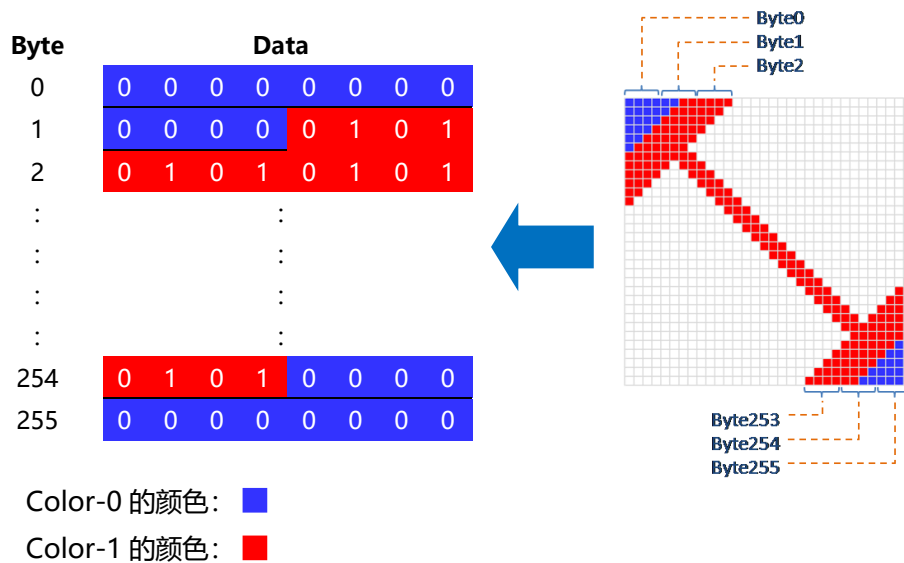 Byte Data
0 0 0 0 0 0 0 0 0
1 0 0 0 0 0 1 0 1
2 0 1 0 1 0 1 0 1
: :
: :
: :
: :
254 0 1 0 1 0 0 0 0
255 0 0 0 0 0 0 0 0
Color-0 的颜色：
Color-1 的颜色：
Byte0
Byte1
Byte2
Byte253
Byte254
Byte255